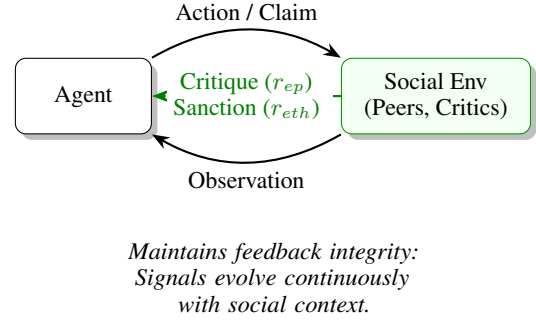 Action / Claim
Agent
Critique (r_ep)
Sanction (r_eth)
Social Env
(Peers, Critics)
Observation
Maintains feedback integrity:
Signals evolve continuously
with social context.